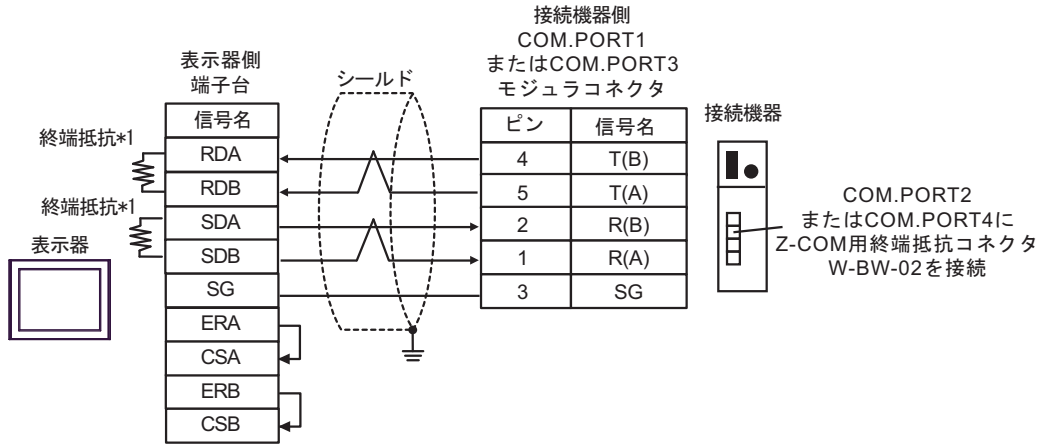 接続機器側
COM.PORT1
またはCOM.PORT3
モジュラコネクタ
表示器側
端子台
シールド
接続機器
信号名
ピン 信号名
終端抵抗*1
RDA
4 T(B)
RDB
5 T(A)
終端抵抗*1
SDA
2 R(B)
SDB
1 R(A)
表示器
SG
3 SG
ERA
CSA
ERB
CSB
COM.PORT2
またはCOM.PORT4に
Z-COM用終端抵抗コネクタ
W-BW-02を接続